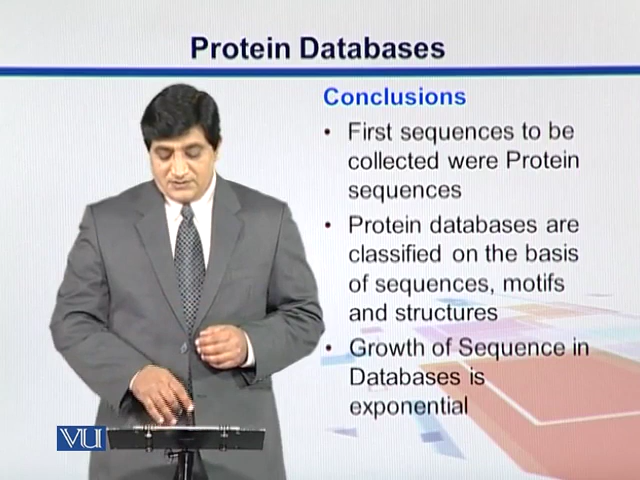 Protein Databases
Conclusions
• First sequences to be
collected were Protein
sequences
• Protein databases are
classified on the basis
of sequences, motifs
and structures
• Growth of Sequence in
Databases is
exponential
VU